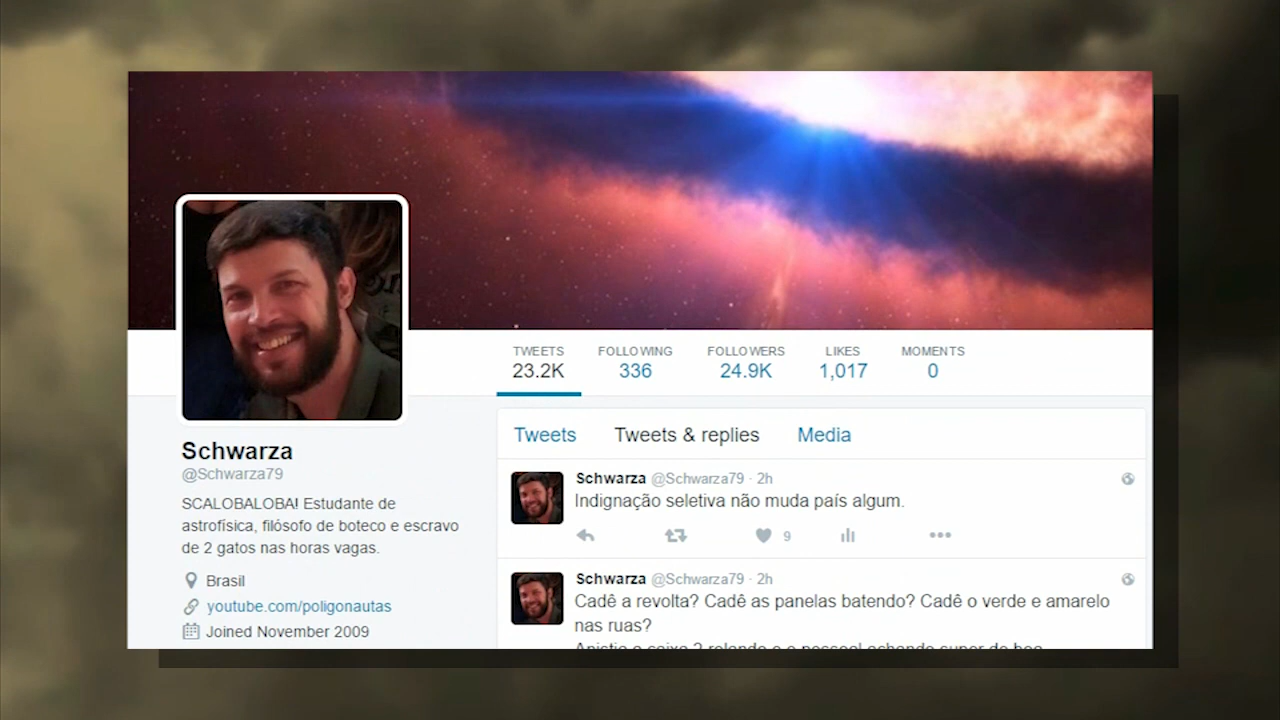 TWEETS FOLLOWING FOLLOWERS LIKES MOMENTS
23.2K 336 24.9K 1,017 0
Schwarza
@Schwarza79
SCALOBALOBA! Estudante de
astrofísica, filósofo de boteco e escravo
de 2 gatos nas horas vagas.
Brasil
youtube.com/poligonautas
Joined November 2009
Tweets Tweets & replies Media
Schwarza @Schwarza79 · 2h
Indignação seletiva não muda país algum.
9
Schwarza @Schwarza79 · 2h
Cadê a revolta? Cadê as panelas batendo? Cadê o verde e amarelo
nas ruas?